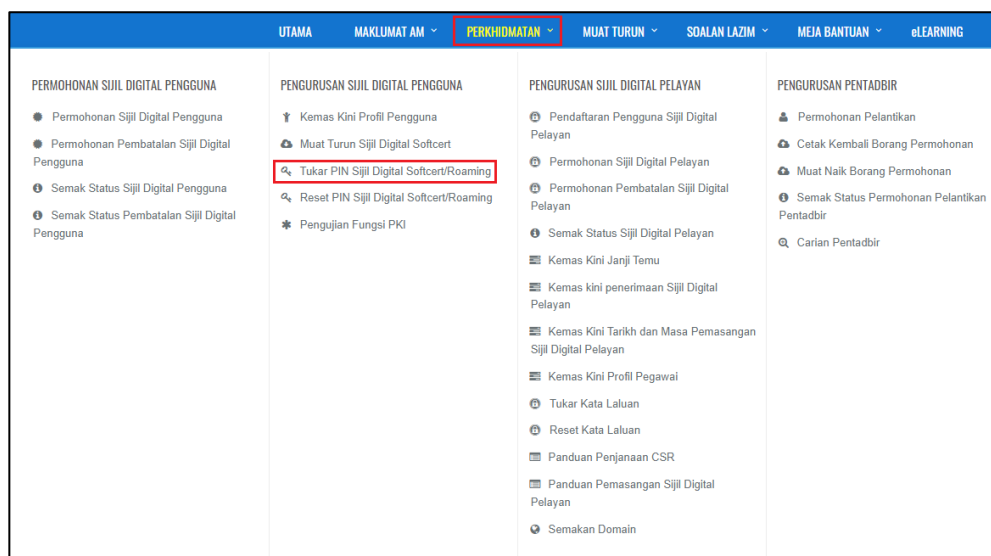 UTAMA MAKLUMAT AM PERKHIDMATAN MUAT TURUN SOALAN LAZIM MEJA BANTUAN eLEARNING
PERMOHONAN SIJIL DIGITAL PENGGUNA
Permohonan Sijil Digital Pengguna
Permohonan Pembatalan Sijil Digital
Pengguna
Semak Status Sijil Digital Pengguna
Semak Status Pembatalan Sijil Digital
Pengguna
PENGURUSAN SIJIL DIGITAL PENGGUNA
Kemas Kini Profil Pengguna
Muat Turun Sijil Digital Softcert
Tukar PIN Sijil Digital Softcert/Roaming
Reset PIN Sijil Digital Softcert/Roaming
Pengujian Fungsi PKI
PENGURUSAN SIJIL DIGITAL PELAYAN
Pendaftaran Pengguna Sijil Digital
Pelayan
Permohonan Sijil Digital Pelayan
Permohonan Pembatalan Sijil Digital
Pelayan
Semak Status Sijil Digital Pelayan
Kemas Kini Janji Temu
Kemas kini penerimaan Sijil Digital
Pelayan
Kemas Kini Tarikh dan Masa Pemasangan
Sijil Digital Pelayan
Kemas Kini Profil Pegawai
Tukar Kata Laluan
Reset Kata Laluan
Panduan Penjanaan CSR
Panduan Pemasangan Sijil Digital
Pelayan
Semakan Domain
PENGURUSAN PENTADBIR
Permohonan Pelantikan
Cetak Kembali Borang Permohonan
Muat Naik Borang Permohonan
Semak Status Permohonan Pelantikan
Pentadbir
Carian Pentadbir